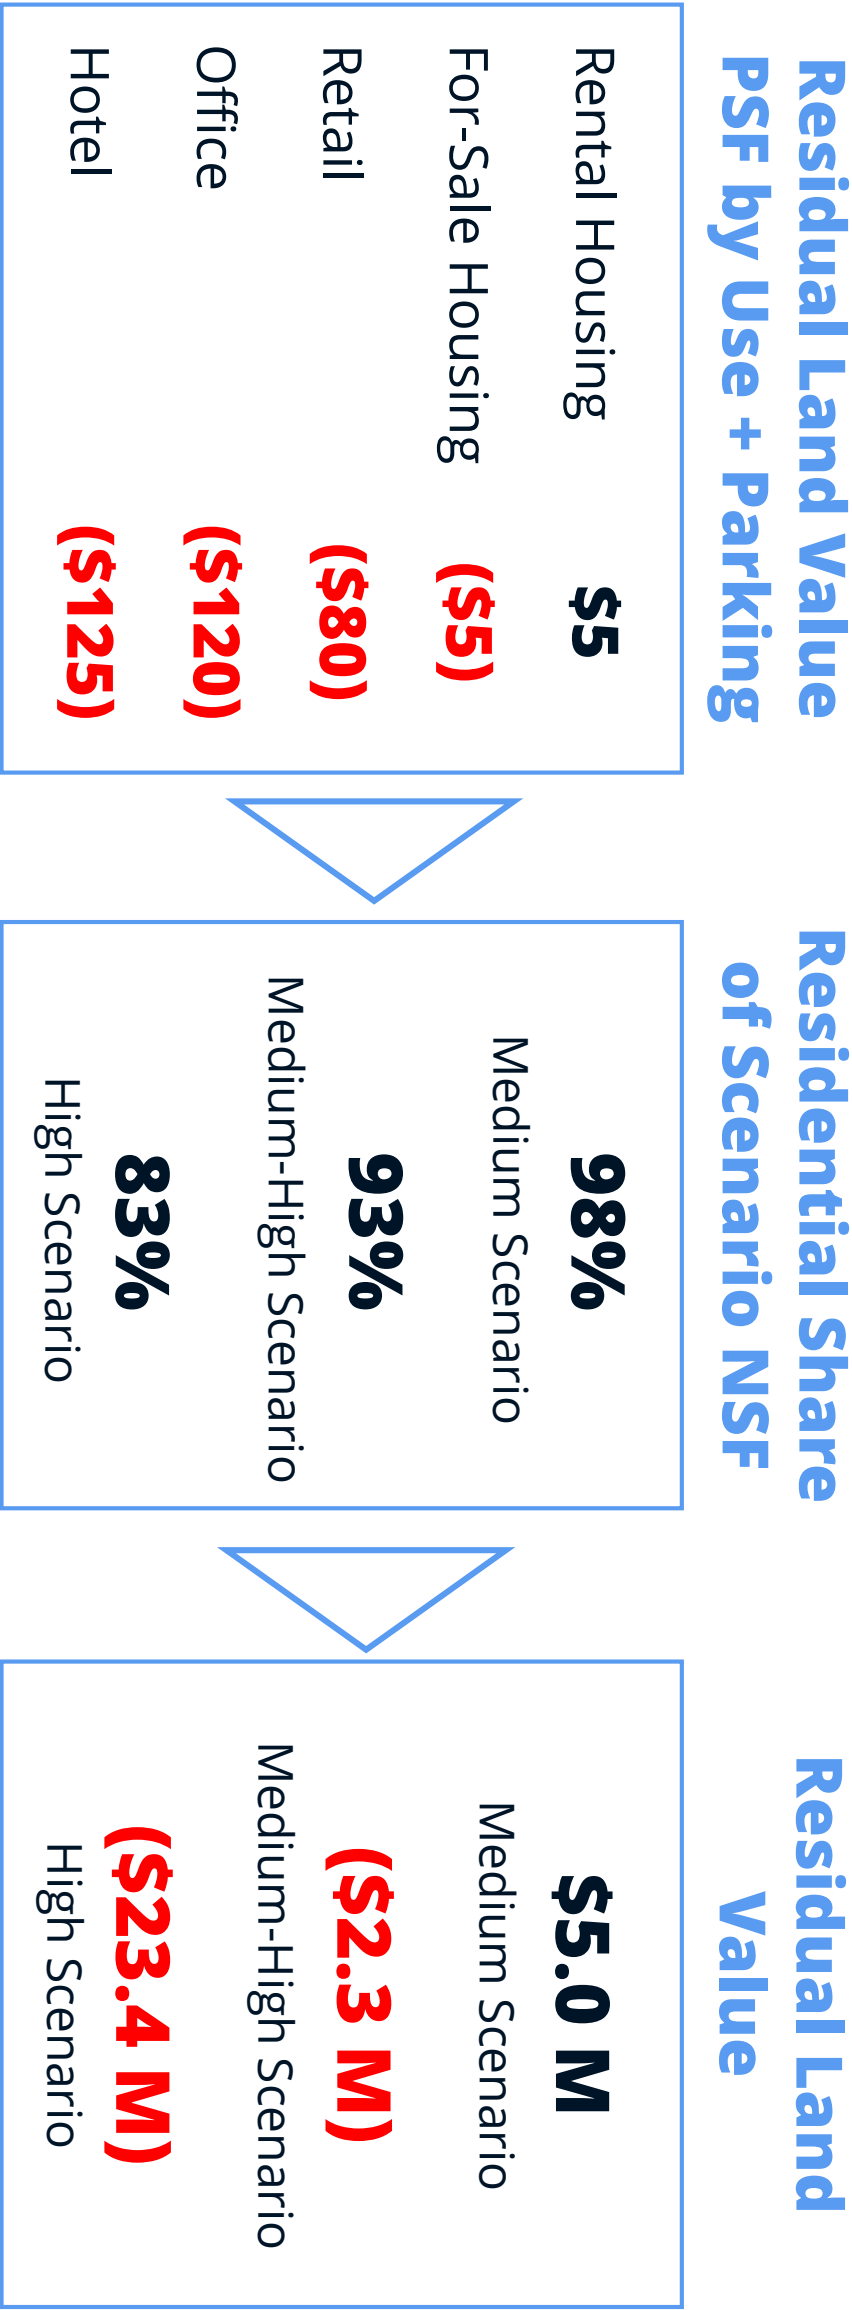 Residual Land Value
PSF by Use + Parking
Rental Housing $5
For-Sale Housing ($5)
Retail ($80)
Office ($120)
Hotel ($125)
Residential Share
of Scenario NSF
98%
Medium Scenario
93%
Medium-High Scenario
83%
High Scenario
Residual Land
Value
$5.0 M
Medium Scenario
($2.3 M)
Medium-High Scenario
($23.4 M)
High Scenario